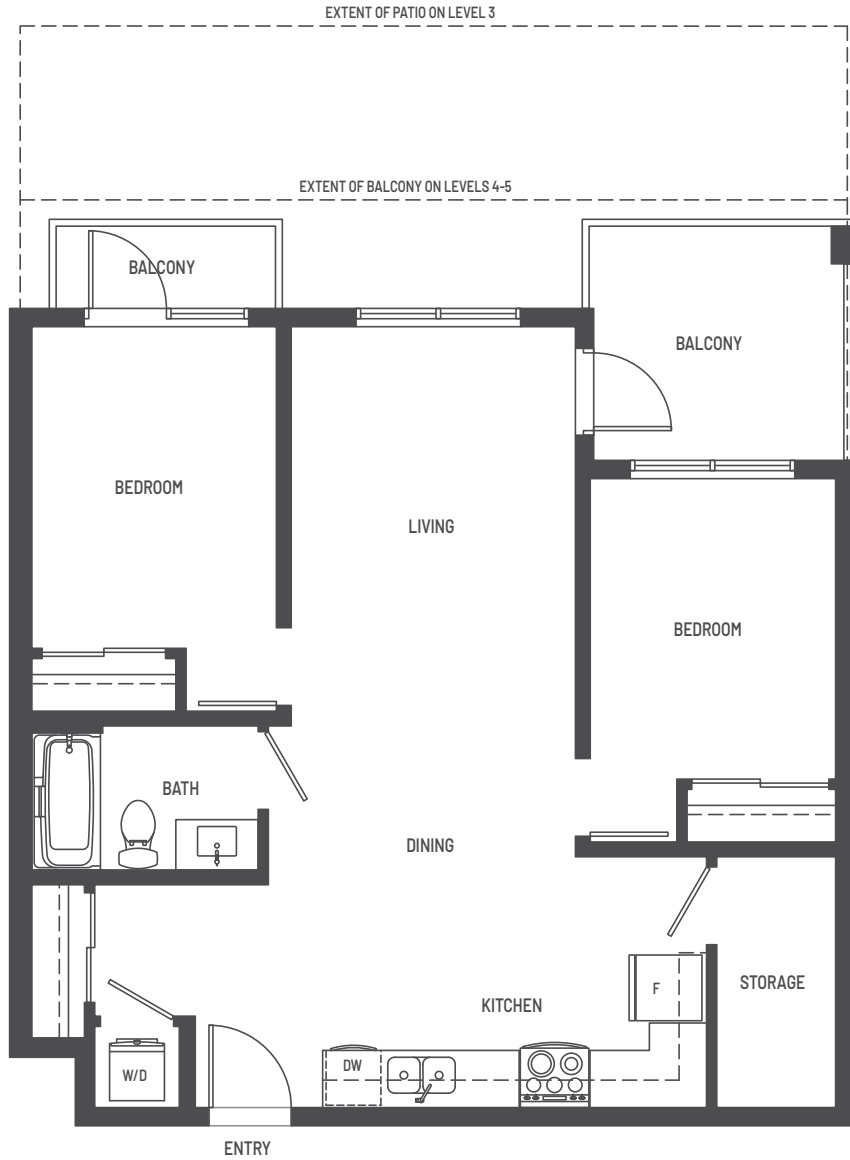 EXTENT OF PATIO ON LEVEL 3
EXTENT OF BALCONY ON LEVELS 4-5
BALCONY
BALCONY
BEDROOM
LIVING
BEDROOM
BATH
DINING
STORAGE
F
KITCHEN
DW
W/D
ENTRY